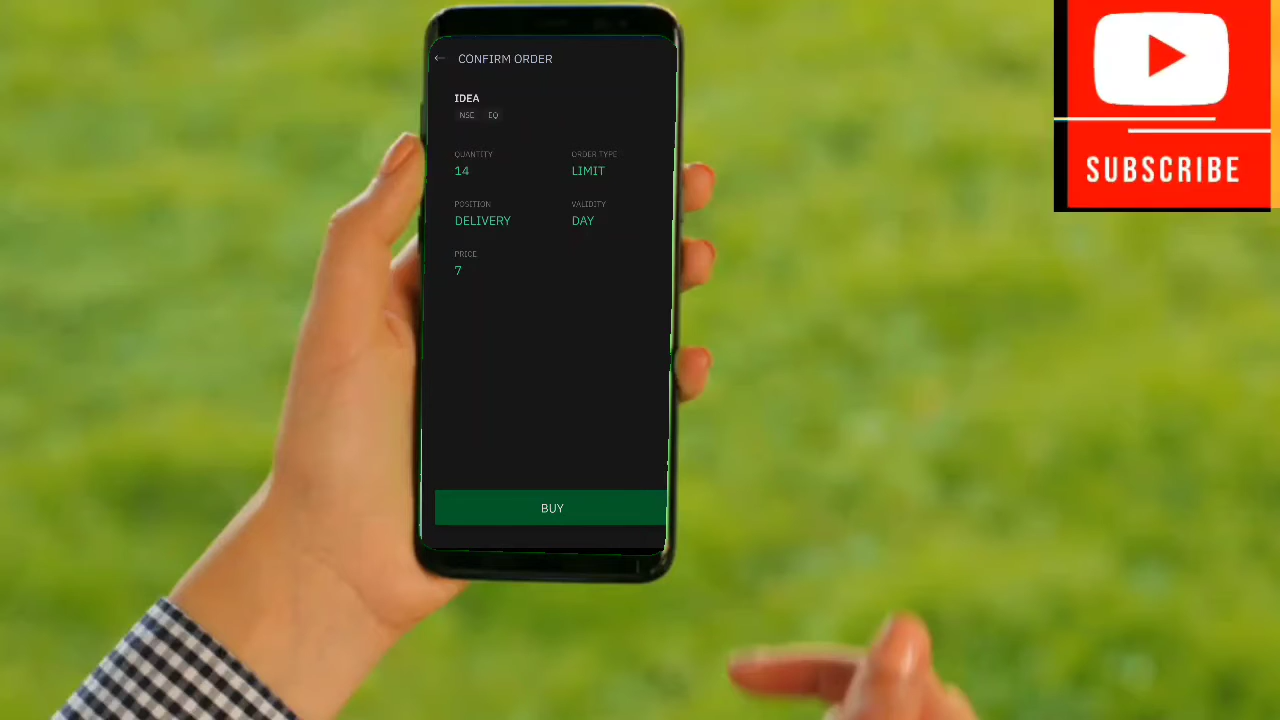 ← CONFIRM ORDER
IDEA
NSE EQ
QUANTITY ORDER TYPE
14 LIMIT
POSITION VALIDITY
DELIVERY DAY
PRICE
7
BUY
SUBSCRIBE